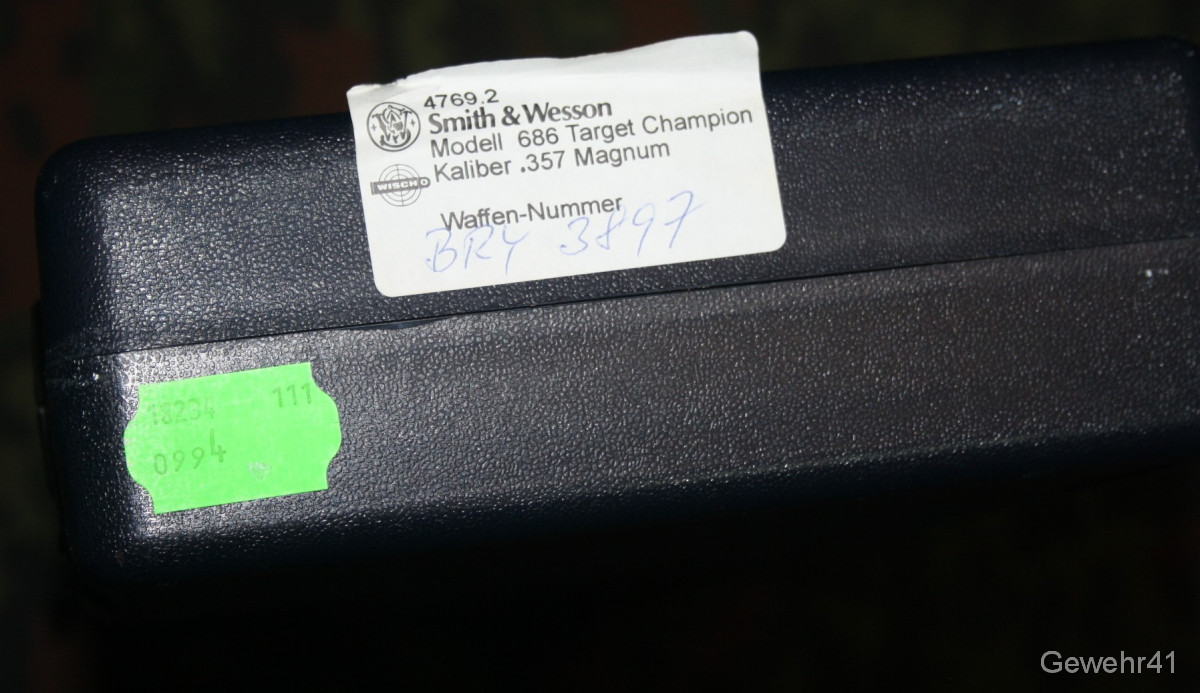 4769.2
Smith & Wesson
Modell 686 Target Champion
Kaliber .357 Magnum
WISCHO
Waffen-Nummer
BRY 3897
18234 111
0994
Gewehr41